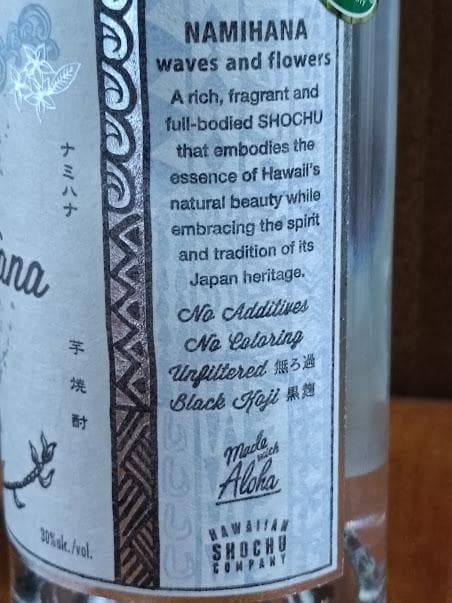 ナミハナ
ana
芋焼酎
30%alc./vol.
NAMIHANA
waves and flowers
A rich, fragrant and
full-bodied SHOCHU
that embodies the
essence of Hawaii's
natural beauty while
embracing the spirit
and tradition of its
Japan heritage.
No Additives
No Coloring
Unfiltered 無ろ過
Black Koji 黒麹
Made
with
Aloha
HAWAIIAN
SHOCHU
COMPANY